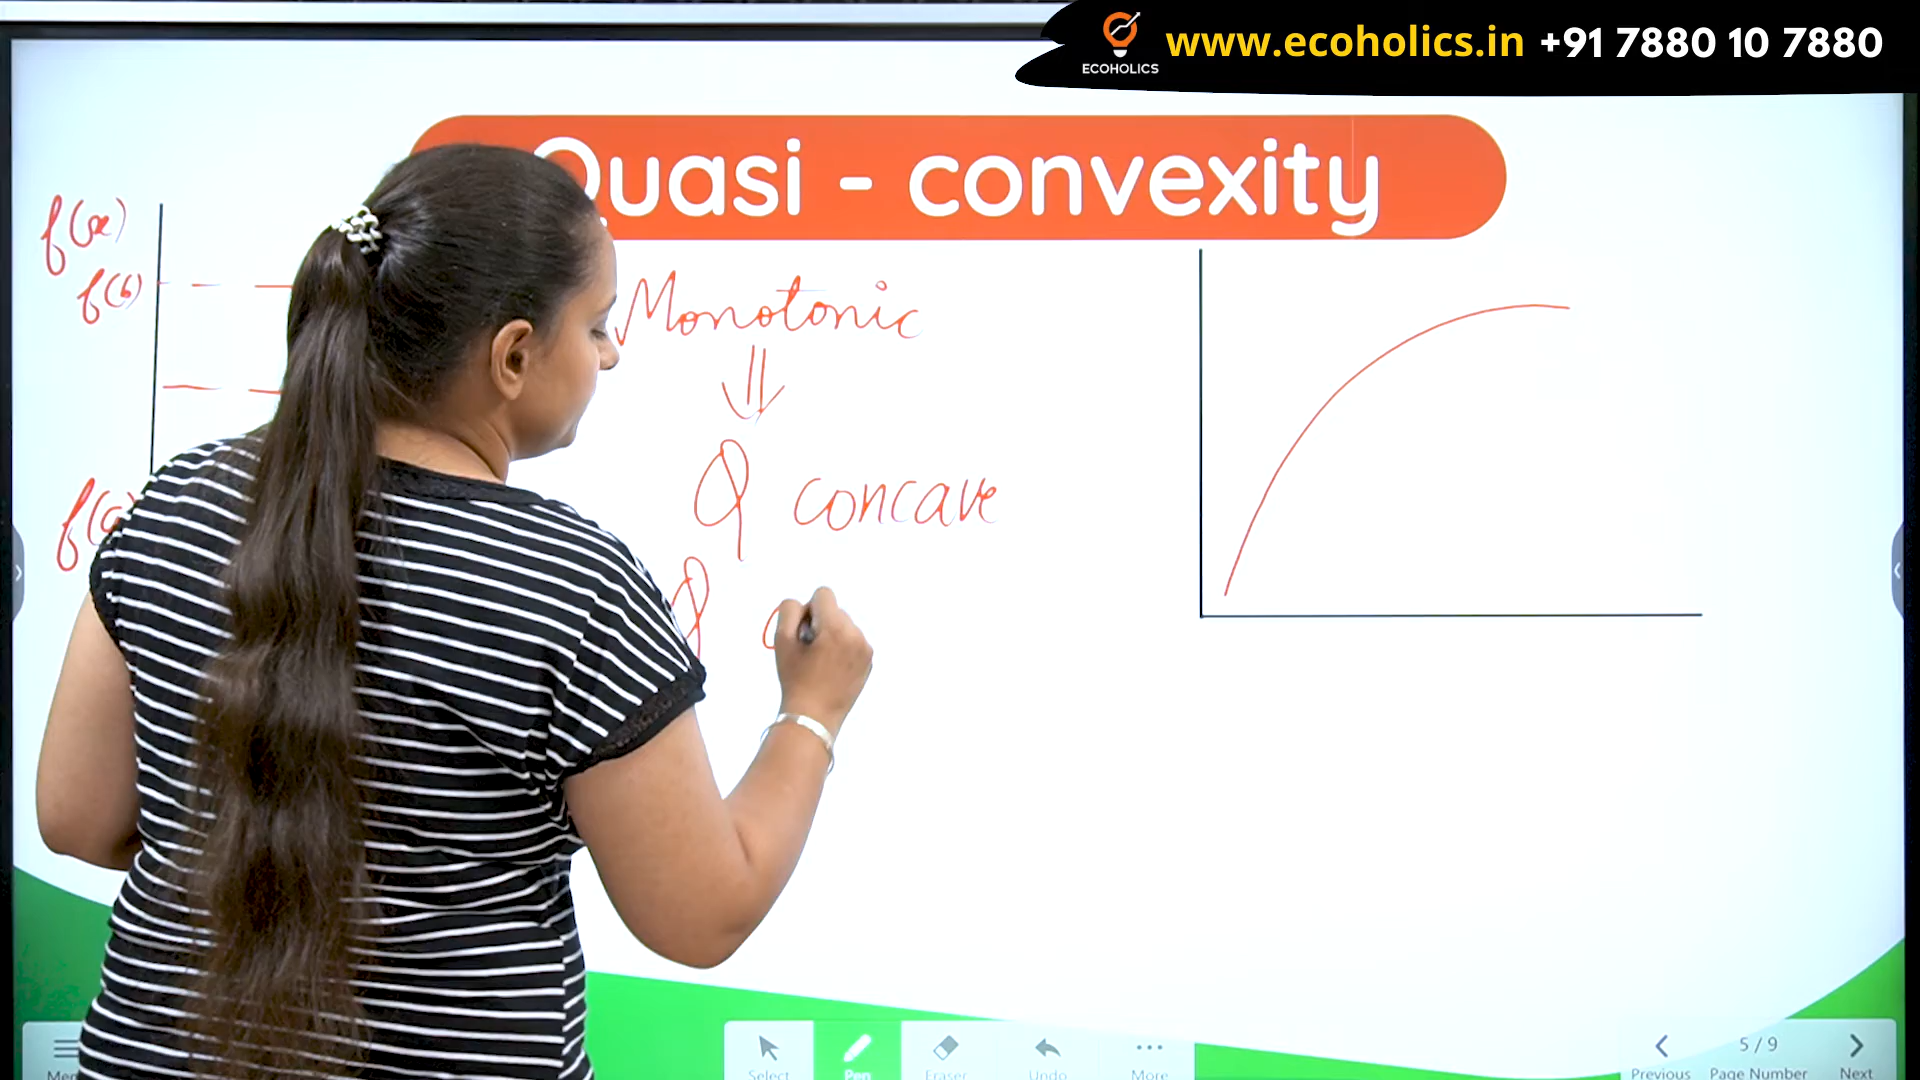 www.ecoholics.in +91 7880 10 7880
ECOHOLICS
Quasi - convexity
f(x)
f(b)
Monotonic
Q concave
Q
Select
Pen
Eraser
Undo
More
5 / 9
Previous
Page Number
Next